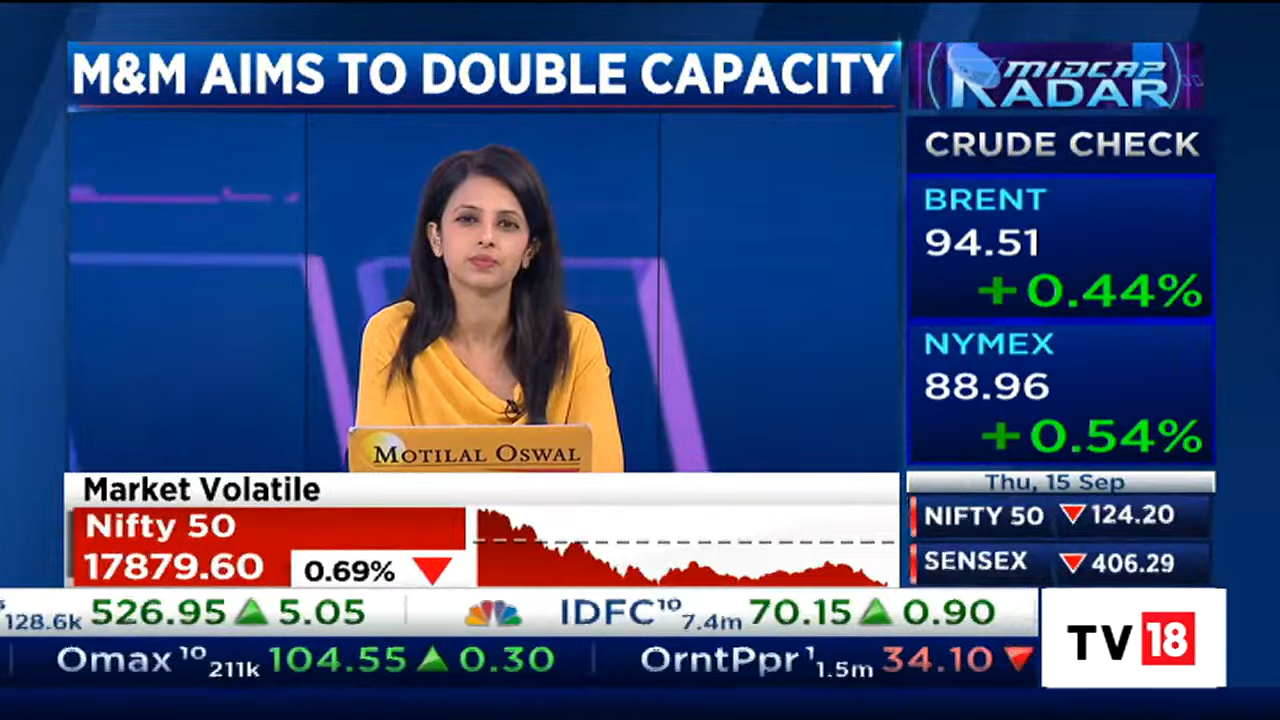 M&M AIMS TO DOUBLE CAPACITY
MIDCAP
RADAR
CRUDE CHECK
BRENT
94.51
+0.44%
NYMEX
88.96
+0.54%
MOTILAL OSWAL
Thu, 15 Sep
NIFTY 50 ▼ 124.20
SENSEX ▼ 406.29
Market Volatile
Nifty 50
17879.60 0.69% ▼
128.6k 526.95 ▲ 5.05 IDFC 10 7.4m 70.15 ▲ 0.90
Omax 10 211k 104.55 ▲ 0.30 OrntPpr 1 1.5m 34.10 ▼
TV18